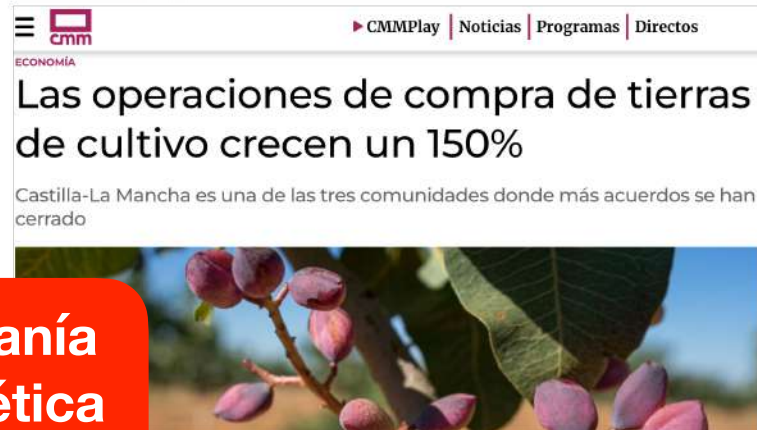 cmm
CMMPlay Noticias Programas Directos
ECONOMÍA
Las operaciones de compra de tierras
de cultivo crecen un 150%
Castilla-La Mancha es una de las tres comunidades donde más acuerdos se han
cerrado
anía
ética